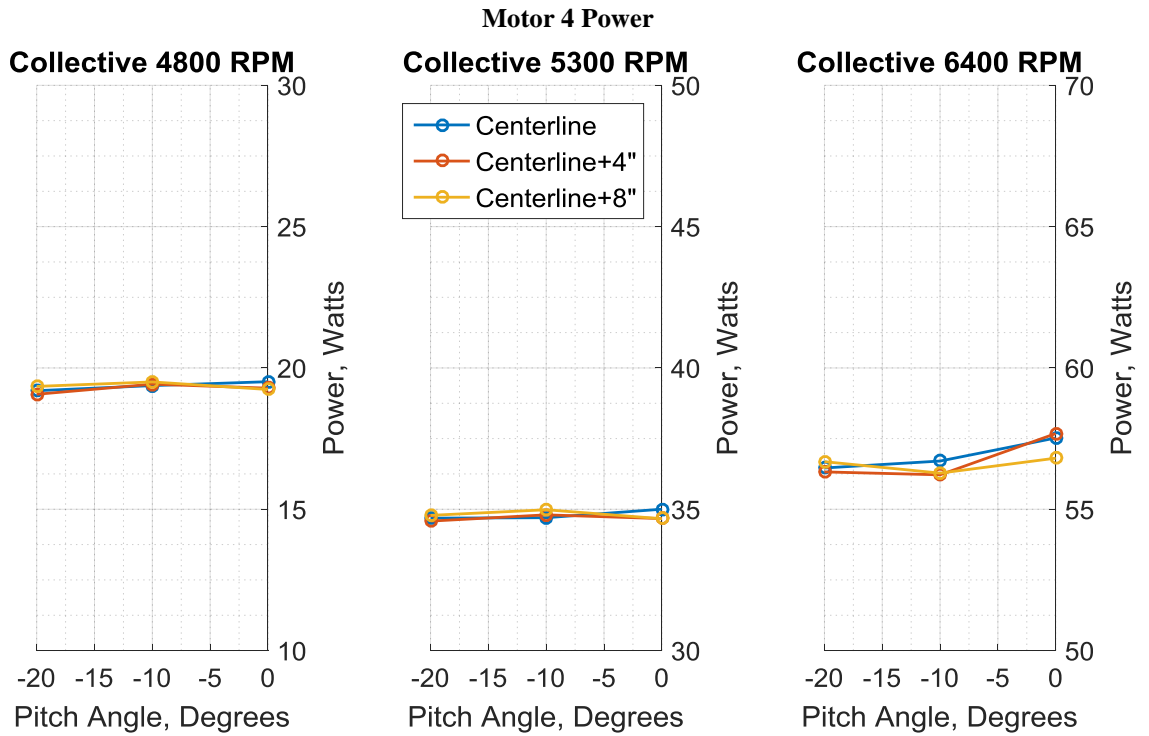 Motor 4 Power
Collective 4800 RPM
30
25
20
15
10
Power, Watts
-20 -15 -10 -5 0
Pitch Angle, Degrees
Collective 5300 RPM
Centerline
Centerline+4"
Centerline+8"
50
45
40
35
30
Power, Watts
-20 -15 -10 -5 0
Pitch Angle, Degrees
Collective 6400 RPM
70
65
60
55
50
Power, Watts
-20 -15 -10 -5 0
Pitch Angle, Degrees